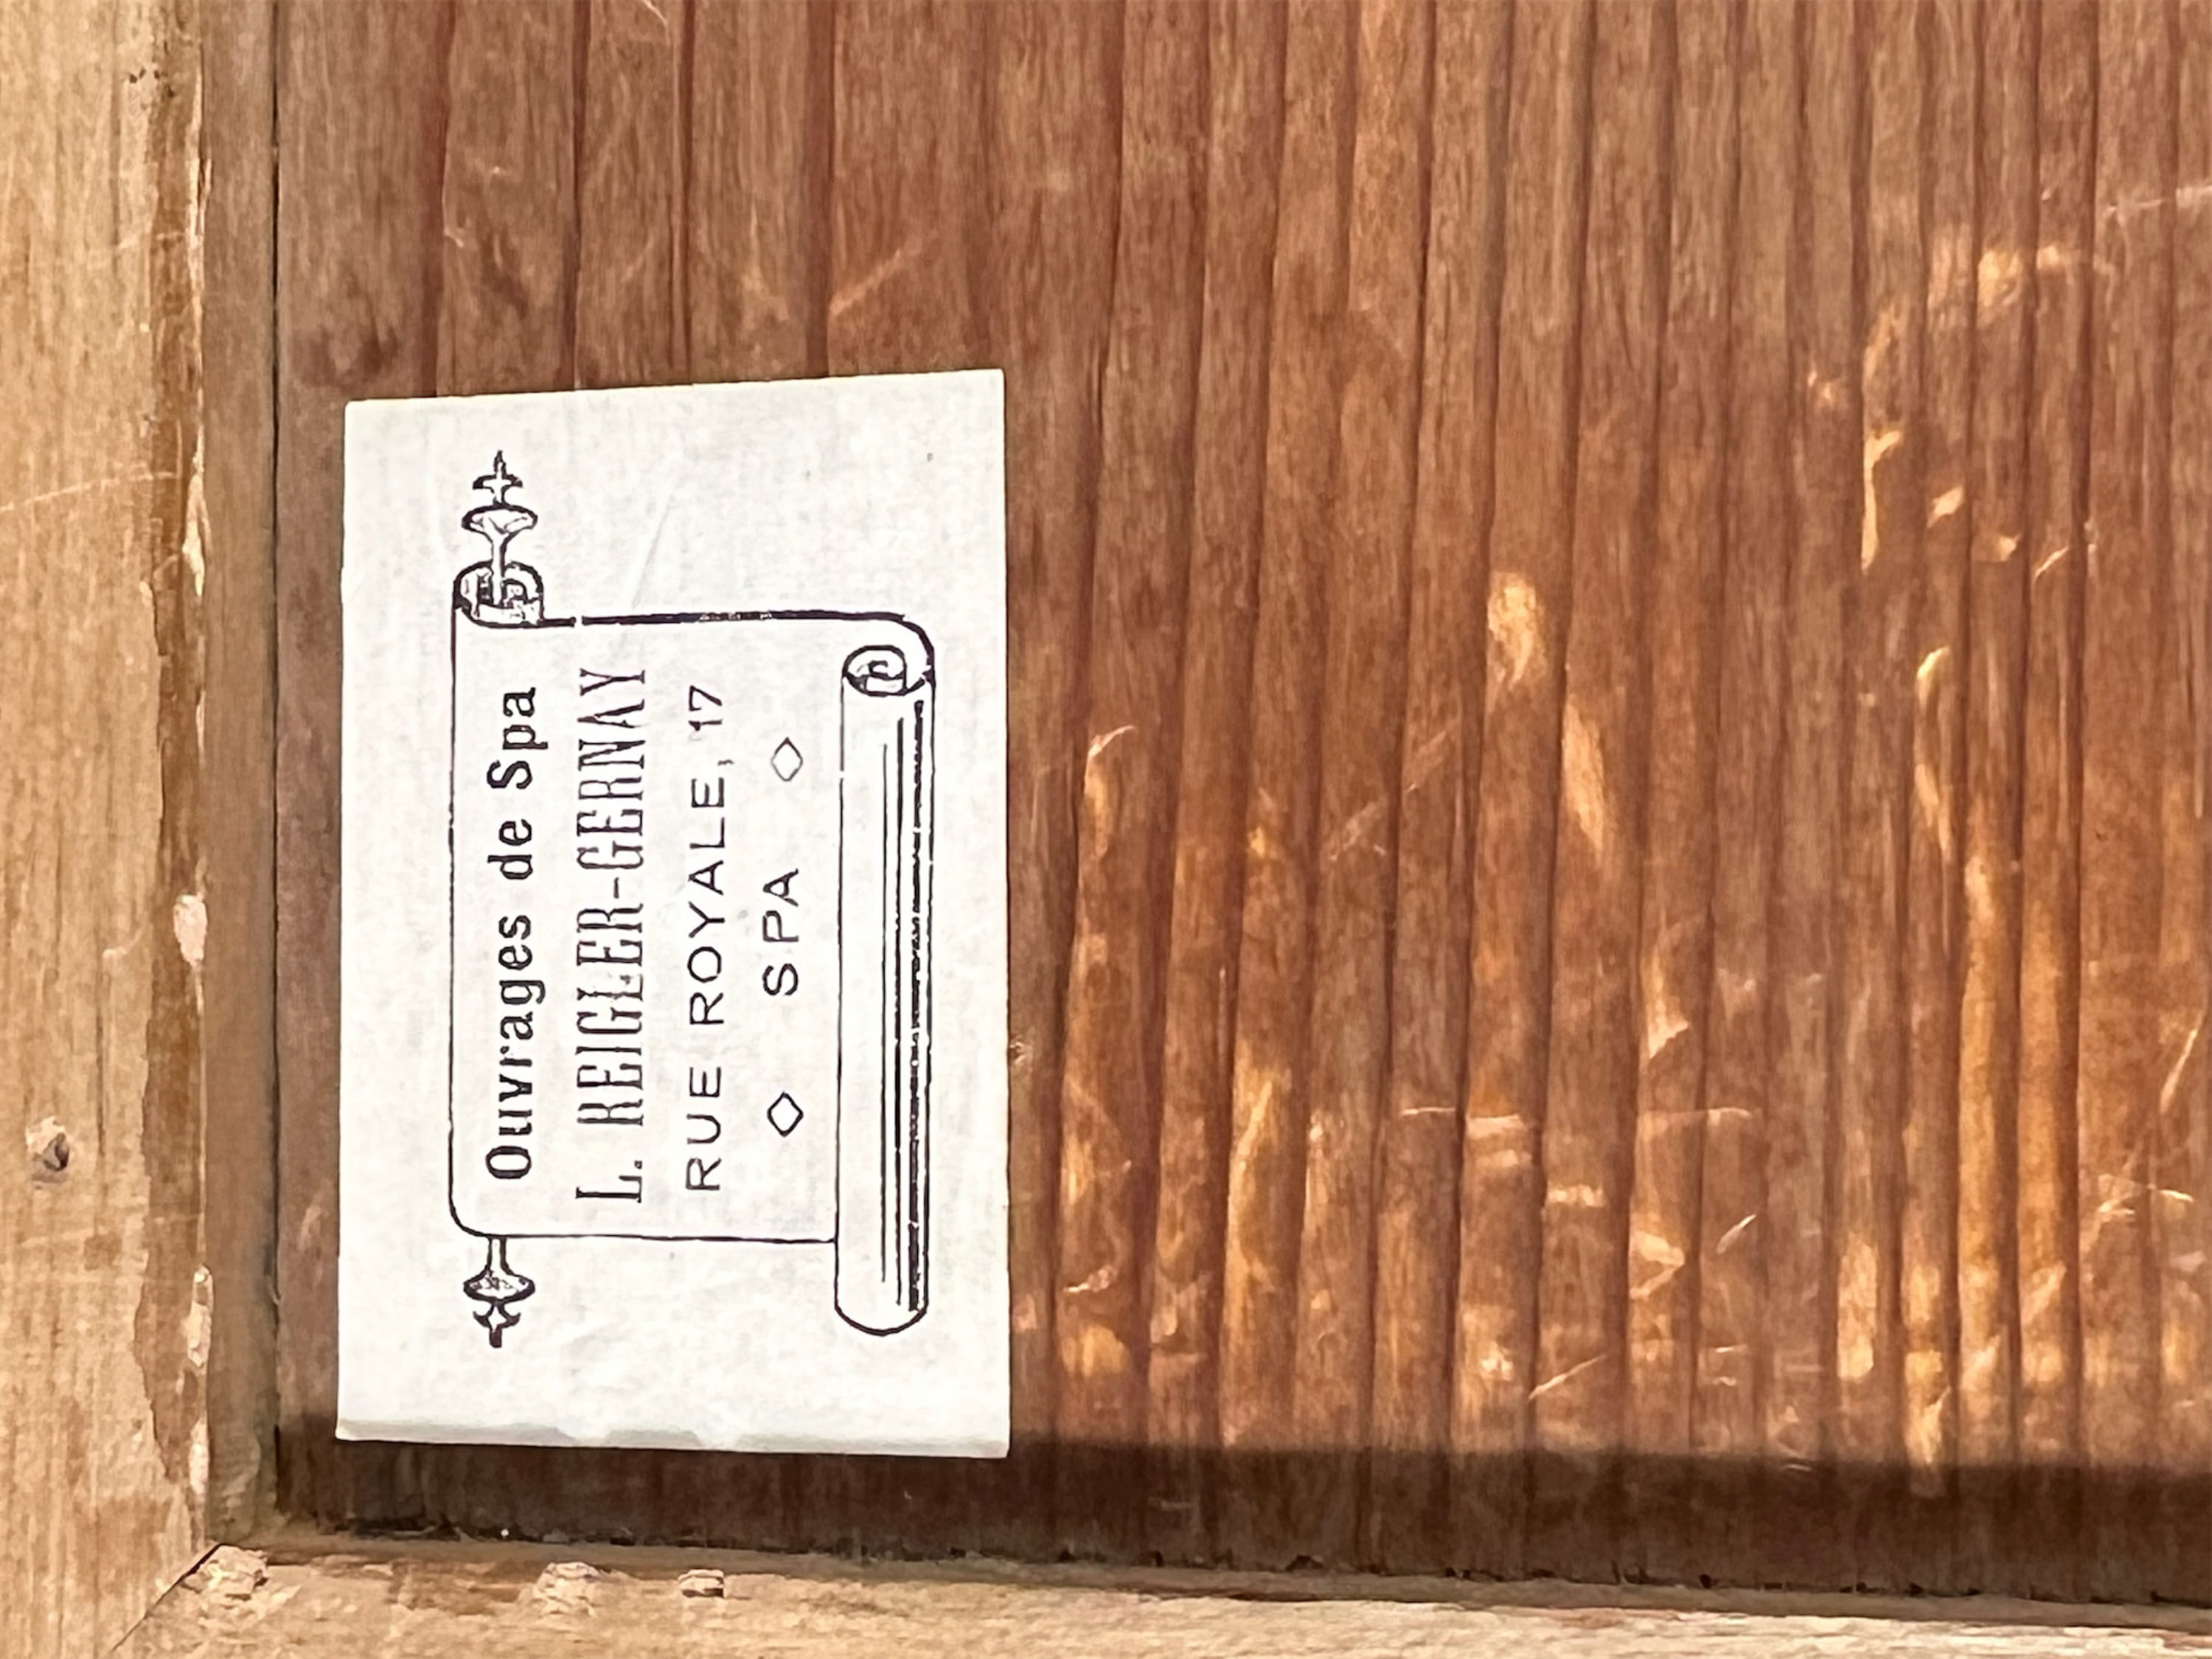 Ouvrages de Spa
L. REIGLER-GERNAY
RUE ROYALE, 17
◇ SPA ◇